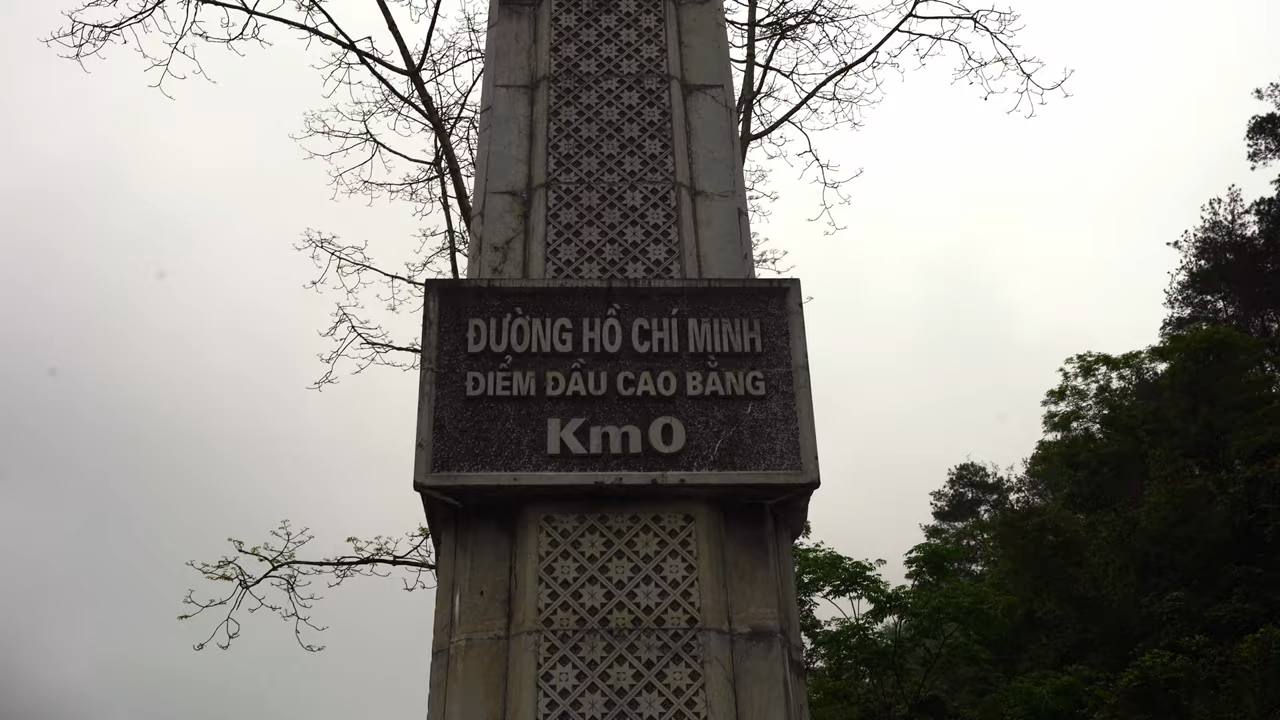 ĐƯỜNG HỒ CHÍ MINH
ĐIỂM ĐẦU CAO BẰNG
Km0